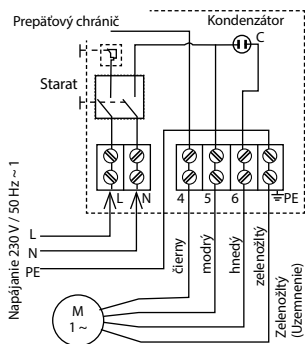 Prepäťový chránič
Kondenzátor
C
Starat
L N
4 5 6 PE
Napájanie 230 V / 50 Hz ~ 1
L
N
PE
čierny
modrý
hnedý
zelenožltý
Zelenožltý
(Uzemnenie)
M
1 ~